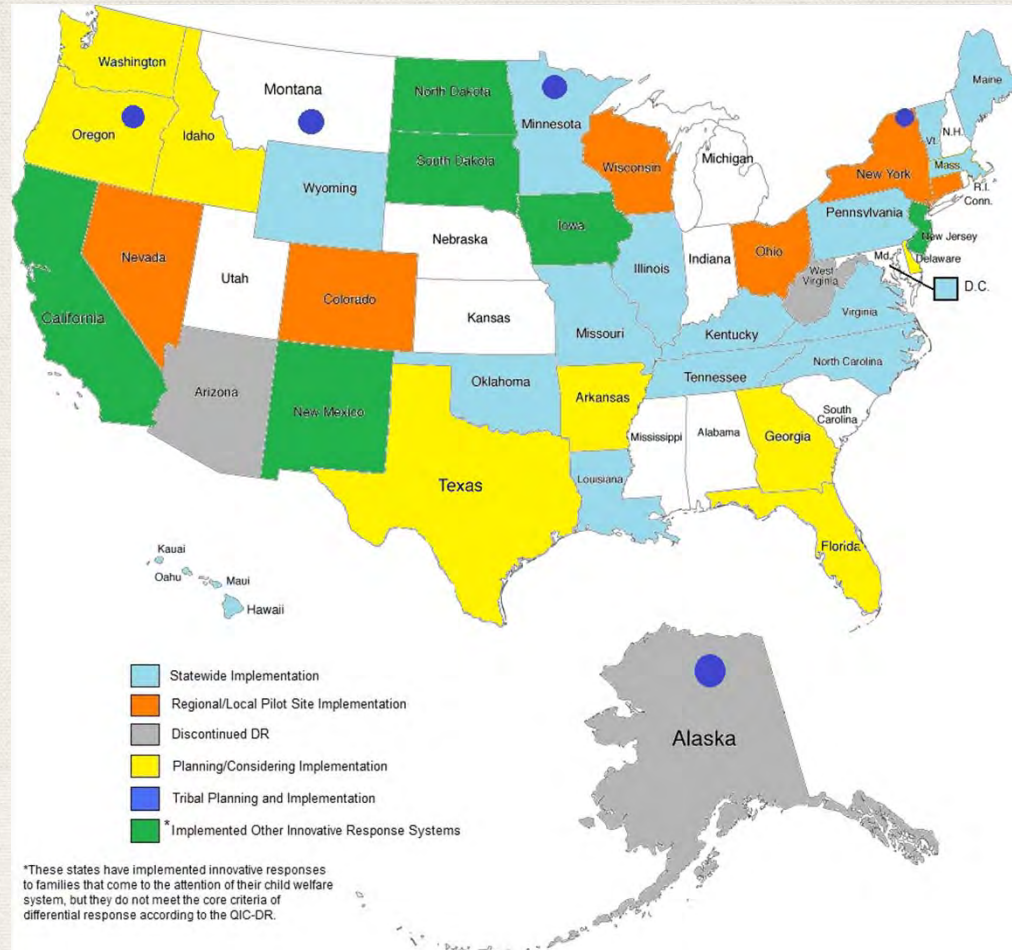 Washington
Montana
North Dakota
Minnesota
Maine
Oregon
Idaho
South Dakota
Wisconsin
Michigan
Vt.
N.H.
New York
Mass.
R.I.
Conn.
Wyoming
Iowa
Nebraska
Pennsylvania
New Jersey
Nevada
Utah
Colorado
Illinois
Indiana
Ohio
Md.
Delaware
West
Virginia
D.C.
California
Kansas
Missouri
Kentucky
Virginia
Arizona
New Mexico
Oklahoma
Arkansas
Tennessee
North Carolina
South
Carolina
Mississippi
Alabama
Georgia
Texas
Louisiana
Florida
Kauai
Oahu
Maui
Hawaii
Alaska
Statewide Implementation
Regional/Local Pilot Site Implementation
Discontinued DR
Planning/Considering Implementation
Tribal Planning and Implementation
*Implemented Other Innovative Response Systems
*These states have implemented innovative responses
to families that come to the attention of their child welfare
system, but they do not meet the core criteria of
differential response according to the QIC-DR.